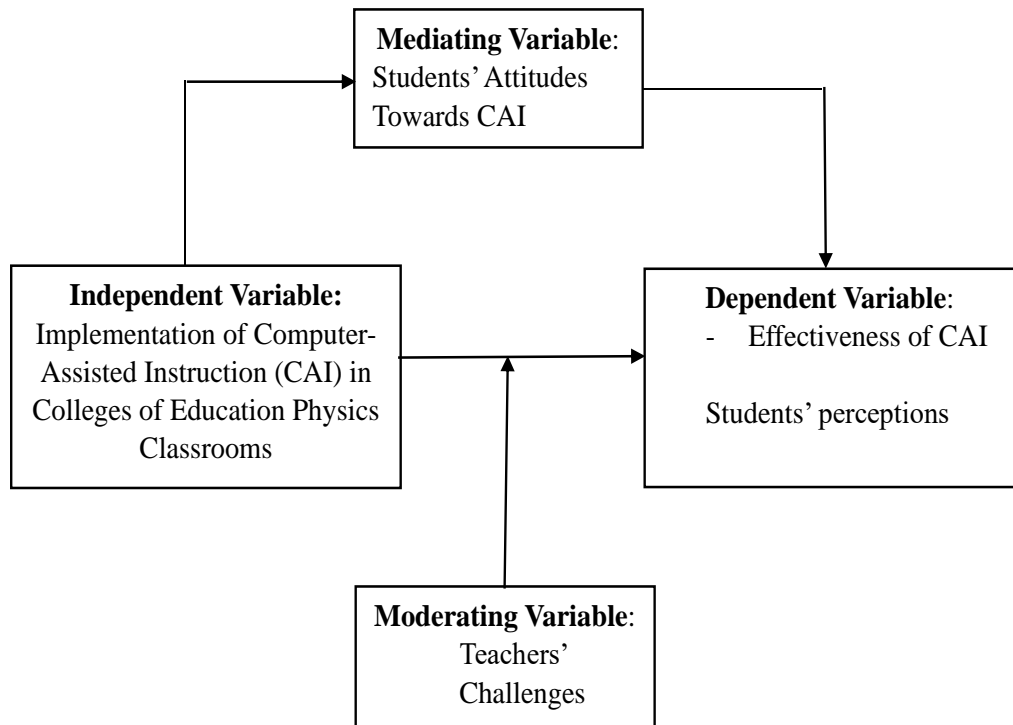 Mediating Variable:
Students’ Attitudes
Towards CAI
Independent Variable:
Implementation of Computer-
Assisted Instruction (CAI) in
Colleges of Education Physics
Classrooms
Dependent Variable:
- Effectiveness of CAI
Students’ perceptions
Moderating Variable:
Teachers’
Challenges